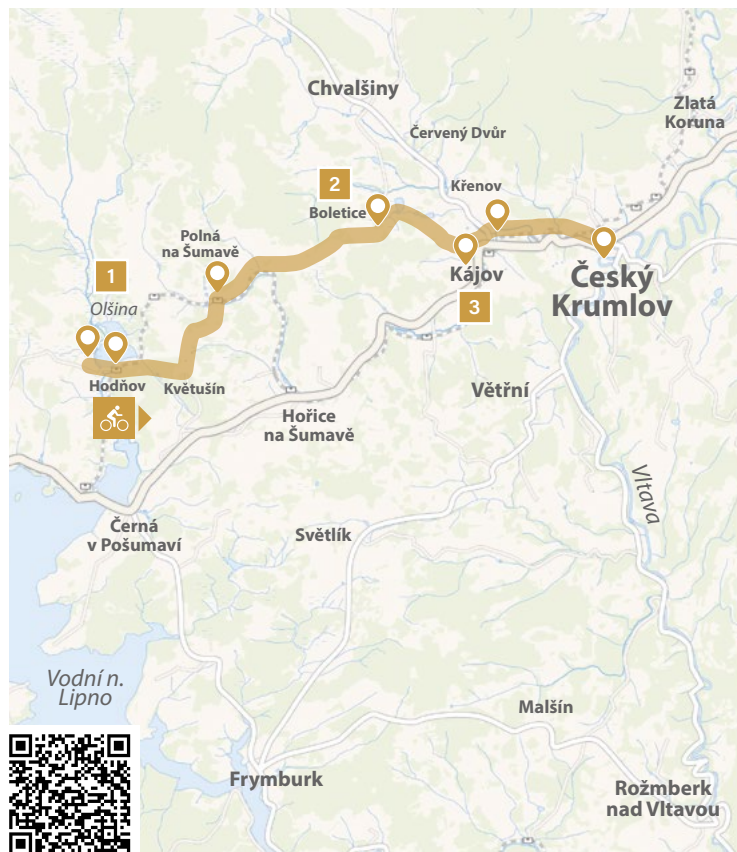 Chvalšiny
Zlatá
Koruna
Červený Dvůr
2
Křenov
Boletice
Polná
na Šumavě
1
Kájov
Český
Krumlov
3
Olšina
Hodňov
Květušín
Větřní
Hořice
na Šumavě
Vltava
Černá
v Pošumaví
Světlík
Vodní n.
Lipno
Malšín
Frymburk
Rožmberk
nad Vltavou